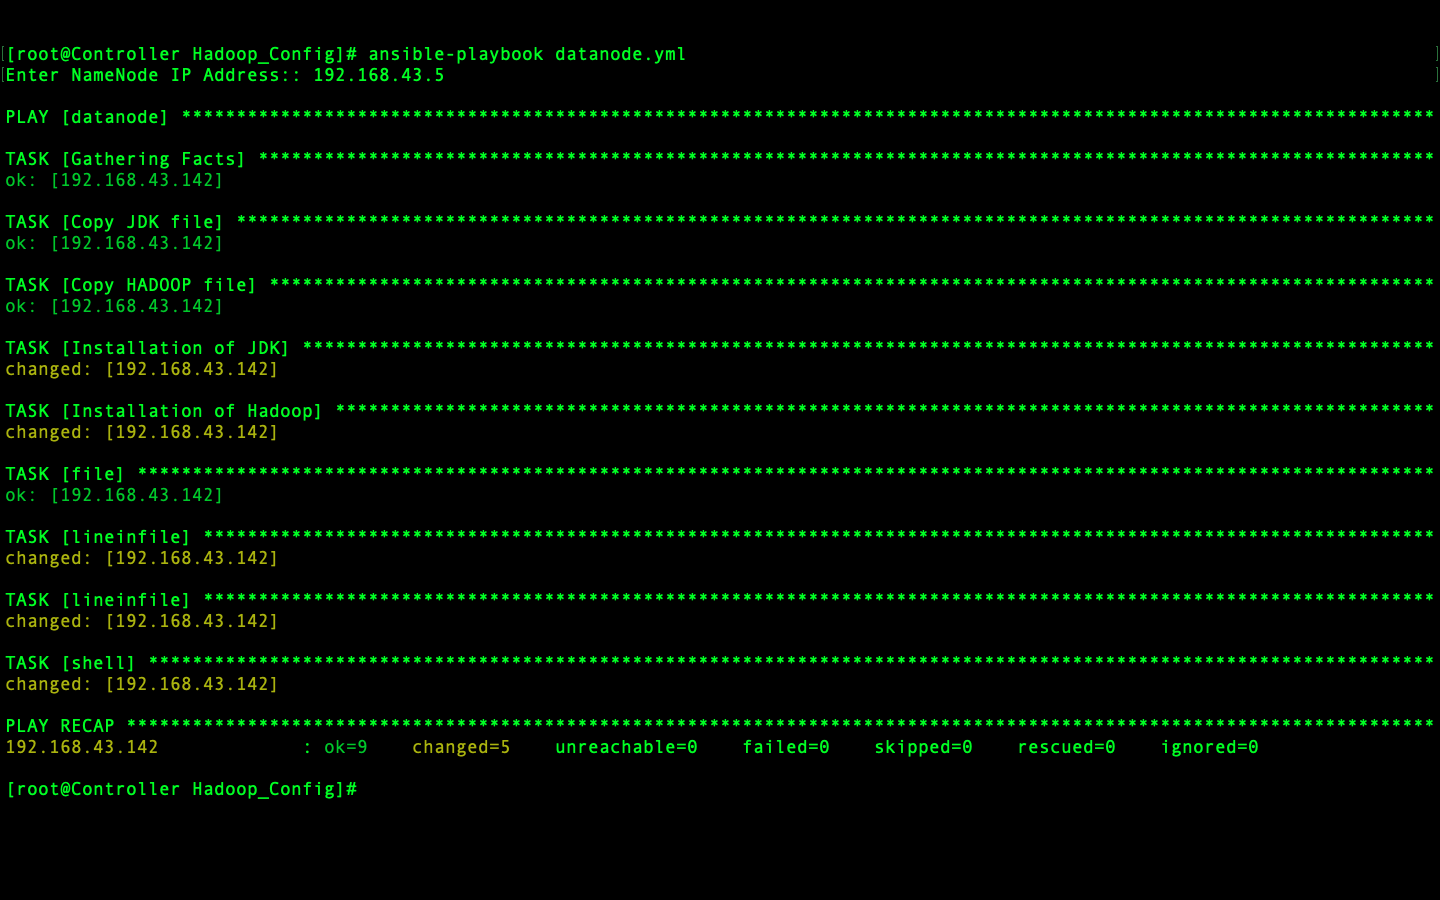 [root@Controller Hadoop_Config]# ansible-playbook datanode.yml
Enter NameNode IP Address:: 192.168.43.5
PLAY [datanode] ******************************************************************************************************************
TASK [Gathering Facts] ***********************************************************************************************************
ok: [192.168.43.142]
TASK [Copy JDK file] *************************************************************************************************************
ok: [192.168.43.142]
TASK [Copy HADOOP file] **********************************************************************************************************
ok: [192.168.43.142]
TASK [Installation of JDK] *******************************************************************************************************
changed: [192.168.43.142]
TASK [Installation of Hadoop] ****************************************************************************************************
changed: [192.168.43.142]
TASK [file] **********************************************************************************************************************
ok: [192.168.43.142]
TASK [lineinfile] ****************************************************************************************************************
changed: [192.168.43.142]
TASK [lineinfile] ****************************************************************************************************************
changed: [192.168.43.142]
TASK [shell] *********************************************************************************************************************
changed: [192.168.43.142]
PLAY RECAP ***********************************************************************************************************************
192.168.43.142             : ok=9    changed=5    unreachable=0    failed=0    skipped=0    rescued=0    ignored=0
[root@Controller Hadoop_Config]#